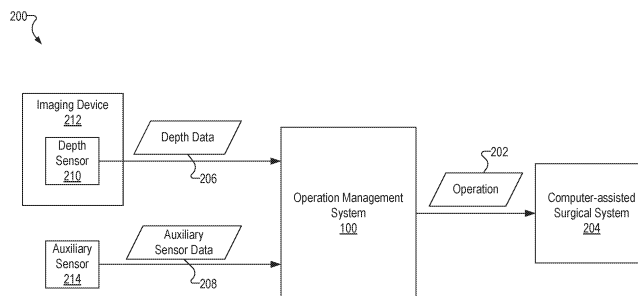 200
Imaging Device
212
Depth
Sensor
210
Depth Data
206
Auxiliary
Sensor
214
Auxiliary
Sensor Data
208
Operation Management
System
100
202
Operation
Computer-assisted
Surgical System
204